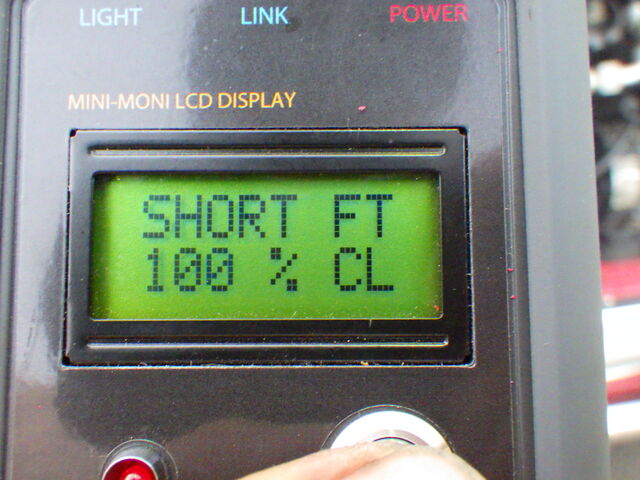 LIGHT LINK POWER
MINI-MONI LCD DISPLAY
SHORT FT
100 % CL